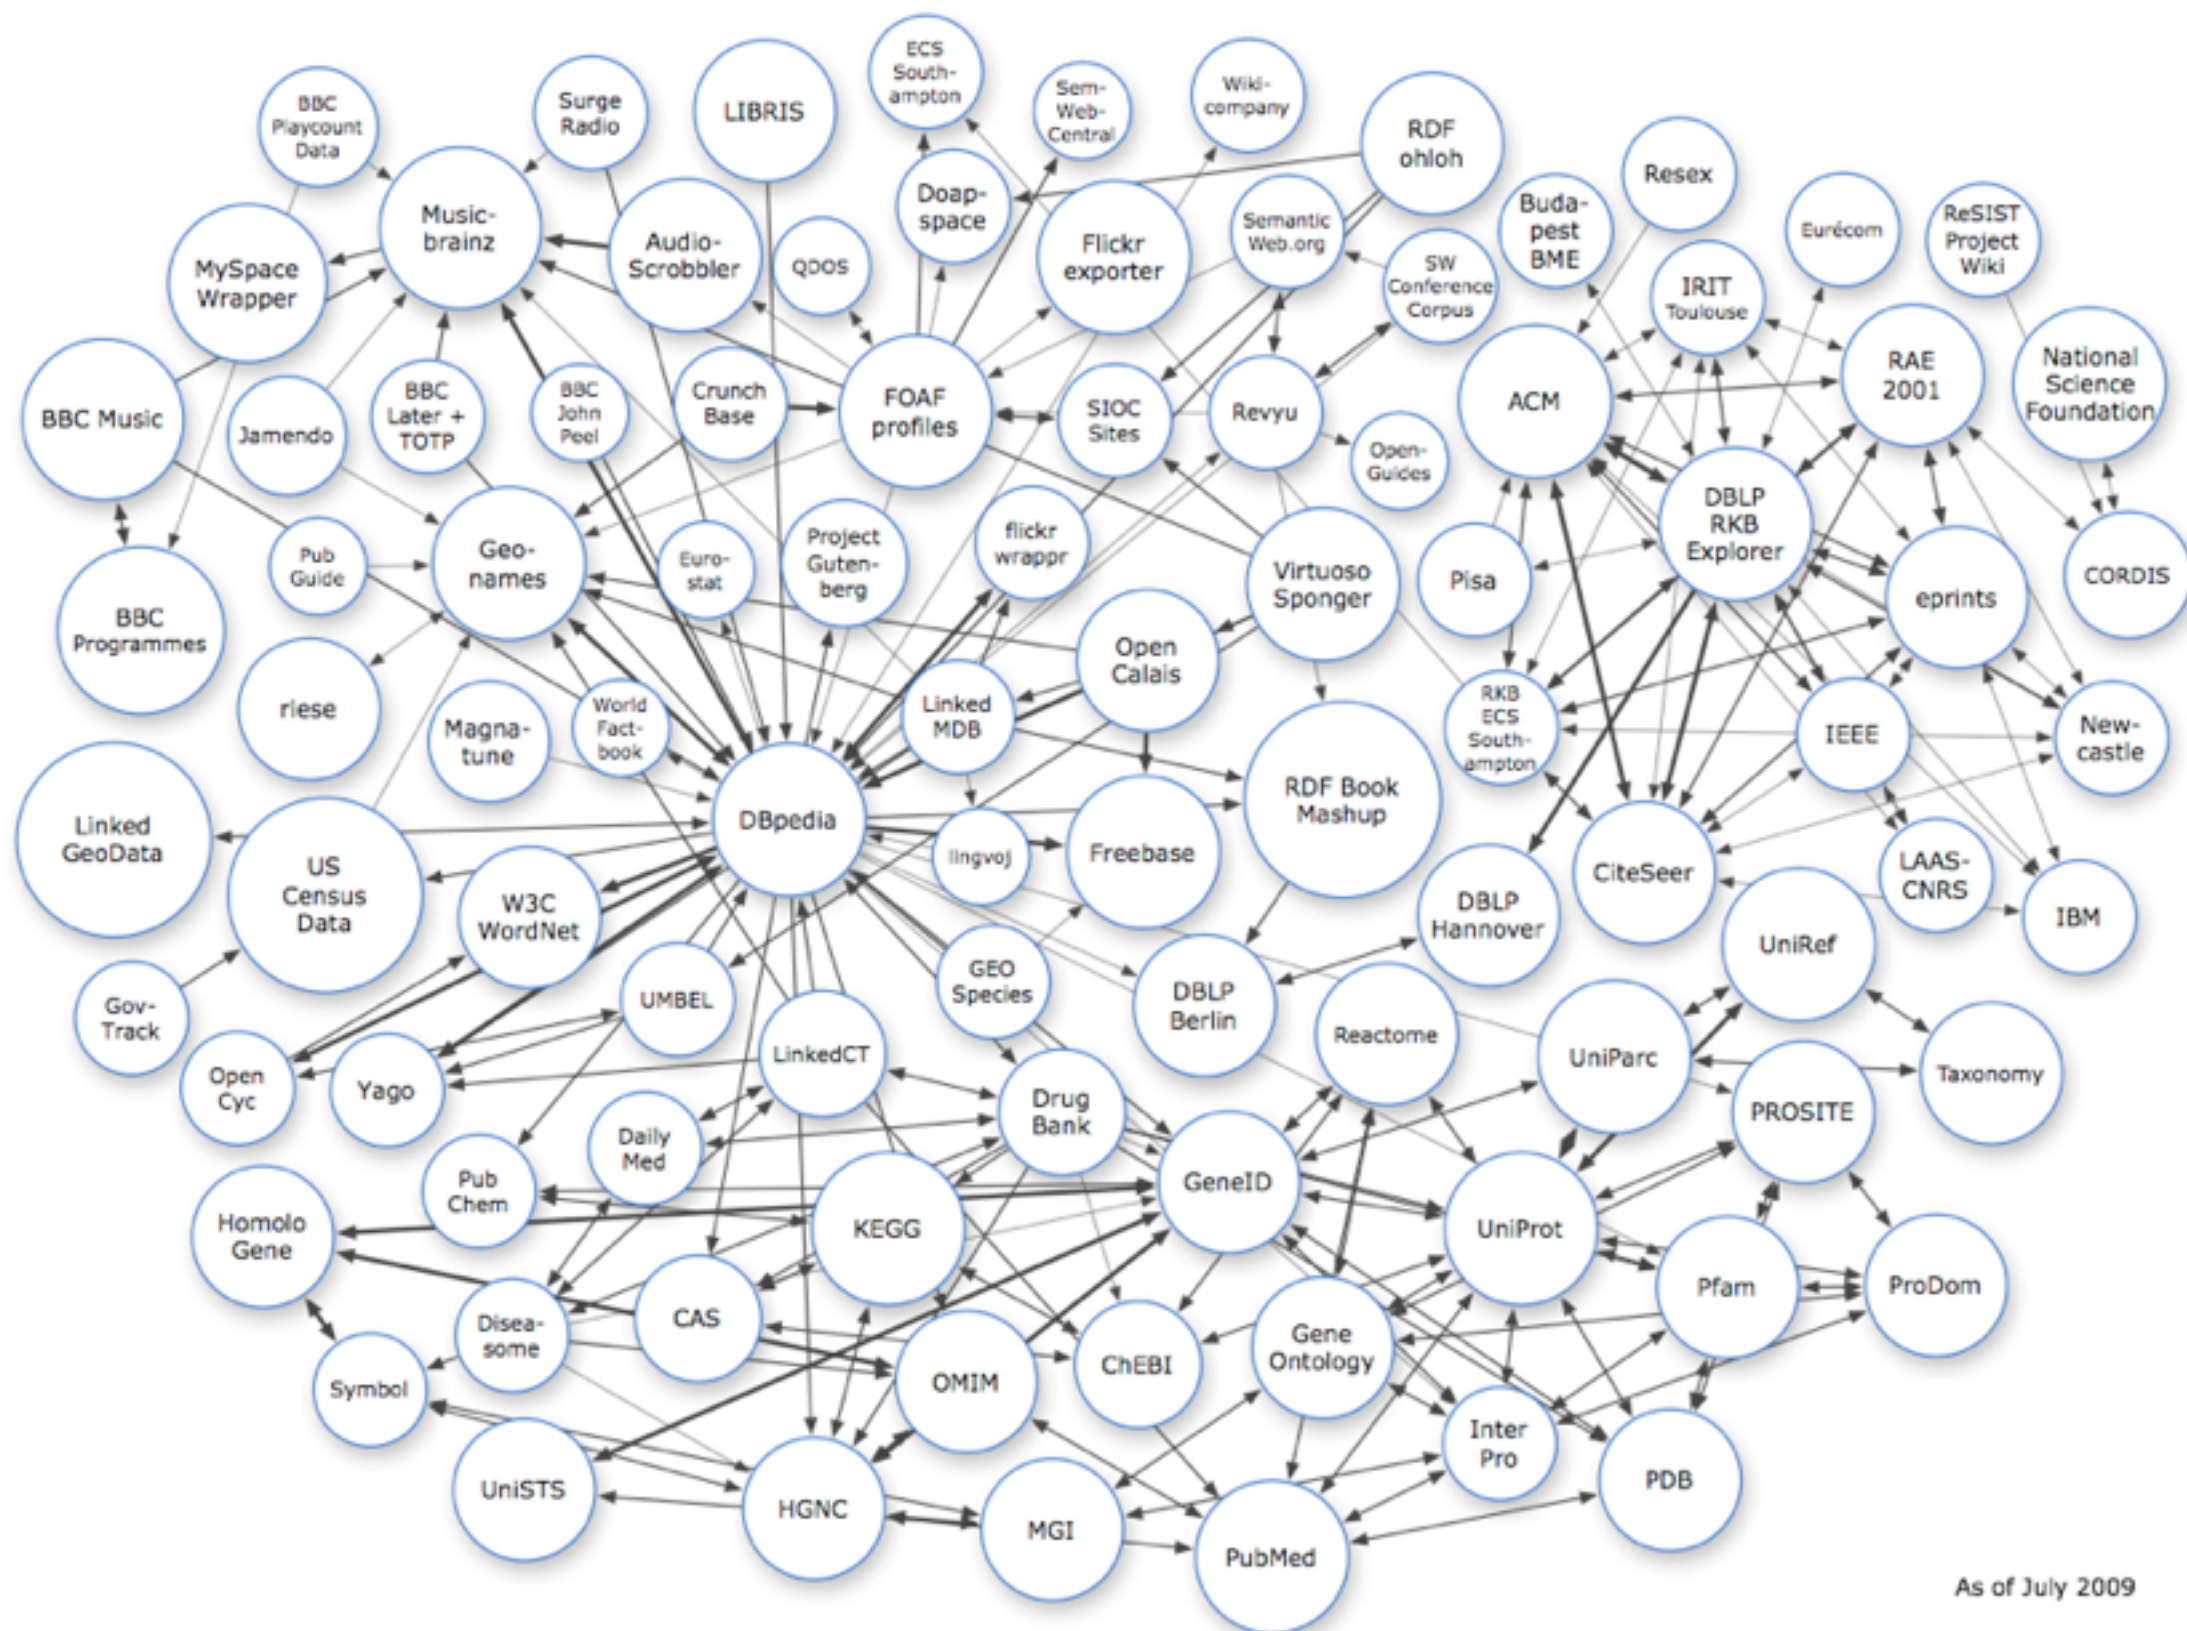 BBC
Playcount
Data
Surge
Radio
LIBRIS
ECS
South-
ampton
Sem-
Web-
Central
Wiki-
company
RDF
ohloh
Resex
Buda-
pest
BME
Eurécom
ReSIST
Project
Wiki
Music-
brainz
MySpace
Wrapper
Audio-
Scrobbler
QDOS
Doap-
space
Flickr
exporter
Semantic
Web.org
SW
Conference
Corpus
IRIT
Toulouse
RAE
2001
National
Science
Foundation
BBC Music
Jamendo
BBC
Later +
TOTP
BBC
John
Peel
Crunch
Base
FOAF
profiles
SIOC
Sites
Revyu
Open-
Guides
ACM
DBLP
RKB
Explorer
Pub
Guide
Geo-
names
Euro-
stat
Project
Guten-
berg
flickr
wrappr
Virtuoso
Sponger
Pisa
eprints
CORDIS
BBC
Programmes
riese
Magna-
tune
World
Fact-
book
Linked
MDB
Open
Calais
RKB
ECS
South-
ampton
IEEE
New-
castle
Linked
GeoData
US
Census
Data
W3C
WordNet
DBpedia
lingvoj
Freebase
RDF Book
Mashup
DBLP
Hannover
CiteSeer
LAAS-
CNRS
IBM
UniRef
Gov-
Track
Open
Cyc
Yago
UMBEL
LinkedCT
GEO
Species
DBLP
Berlin
Reactome
UniParc
PROSITE
Taxonomy
Homolo
Gene
Pub
Chem
Daily
Med
KEGG
Drug
Bank
GeneID
UniProt
Pfam
ProDom
Symbol
Disea-
some
CAS
OMIM
ChEBI
Gene
Ontology
Inter
Pro
PDB
UniSTS
HGNC
MGI
PubMed
As of July 2009